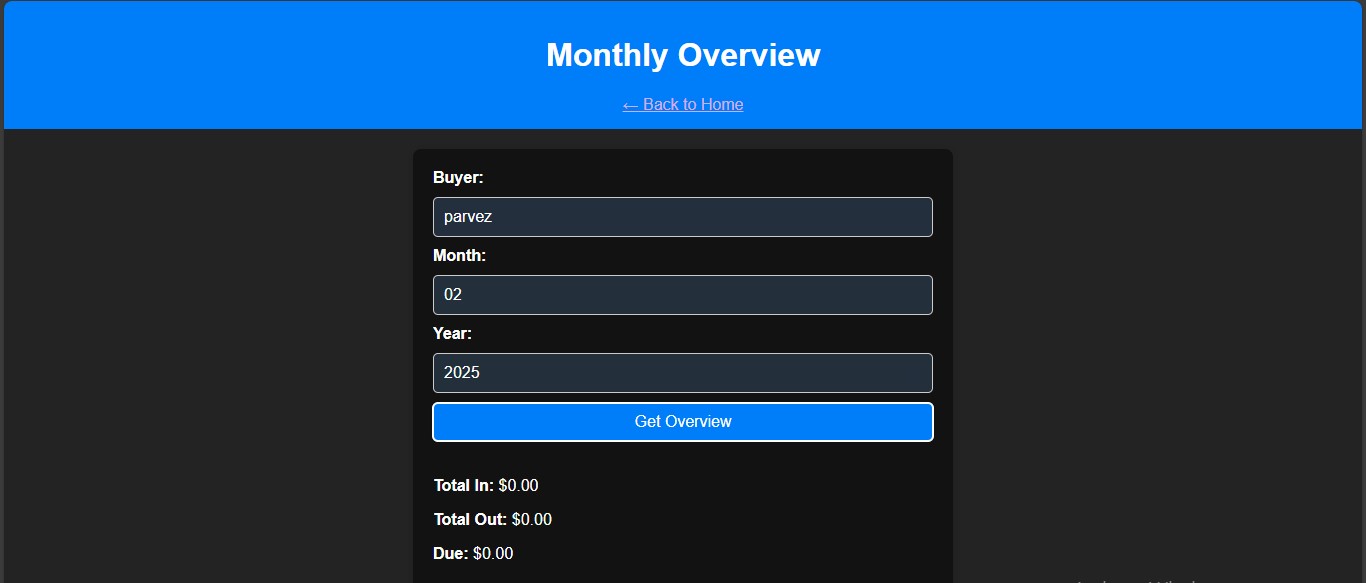 Monthly Overview
← Back to Home
Buyer:
parvez
Month:
02
Year:
2025
Get Overview
Total In: $0.00
Total Out: $0.00
Due: $0.00